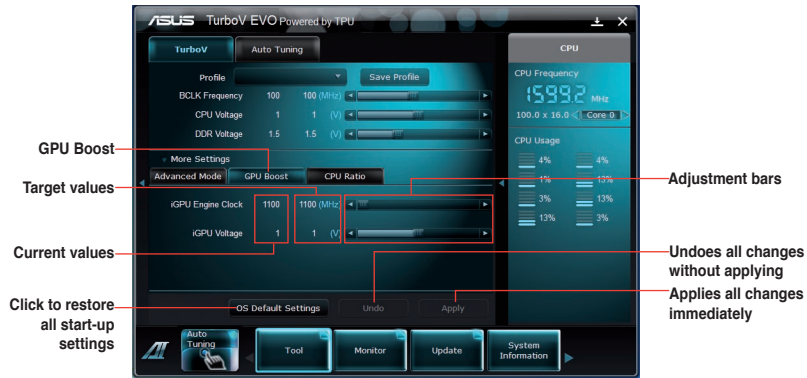 ASUS TurboV EVO Powered by TPU
TurboV
Auto Tuning
CPU
Profile
Save Profile
BCLK Frequency 100 100 (MHz)
CPU Voltage 1 1 (V)
DDR Voltage 1.5 1.5 (V)
More Settings
Advanced Mode
GPU Boost
CPU Ratio
iGPU Engine Clock 1100 1100 (MHz)
iGPU Voltage 1 1 (V)
OS Default Settings
Undo
Apply
CPU Frequency
1599.2 MHz
100.0 x 16.0 Core 0
CPU Usage
4% 4%
1% 13%
3% 13%
13% 3%
AI
Auto
Tuning
Tool
Monitor
Update
System
Information
GPU Boost
Target values
Current values
Click to restore
all start-up
settings
Adjustment bars
Undoes all changes
without applying
Applies all changes
immediately